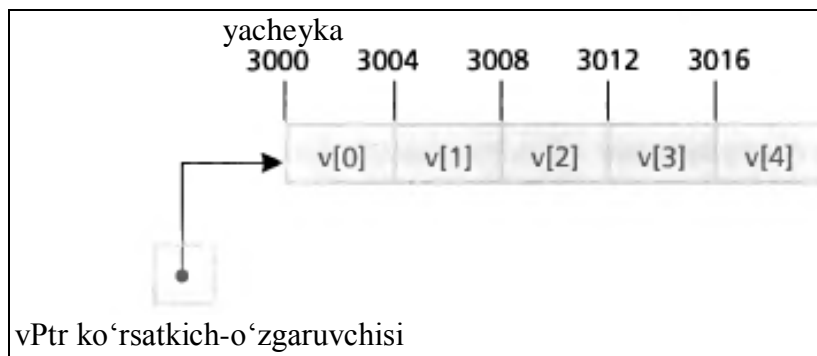 yacheyka
3000 3004 3008 3012 3016
v[0] v[1] v[2] v[3] v[4]
vPtr ko‘rsatkich-o‘zgaruvchisi